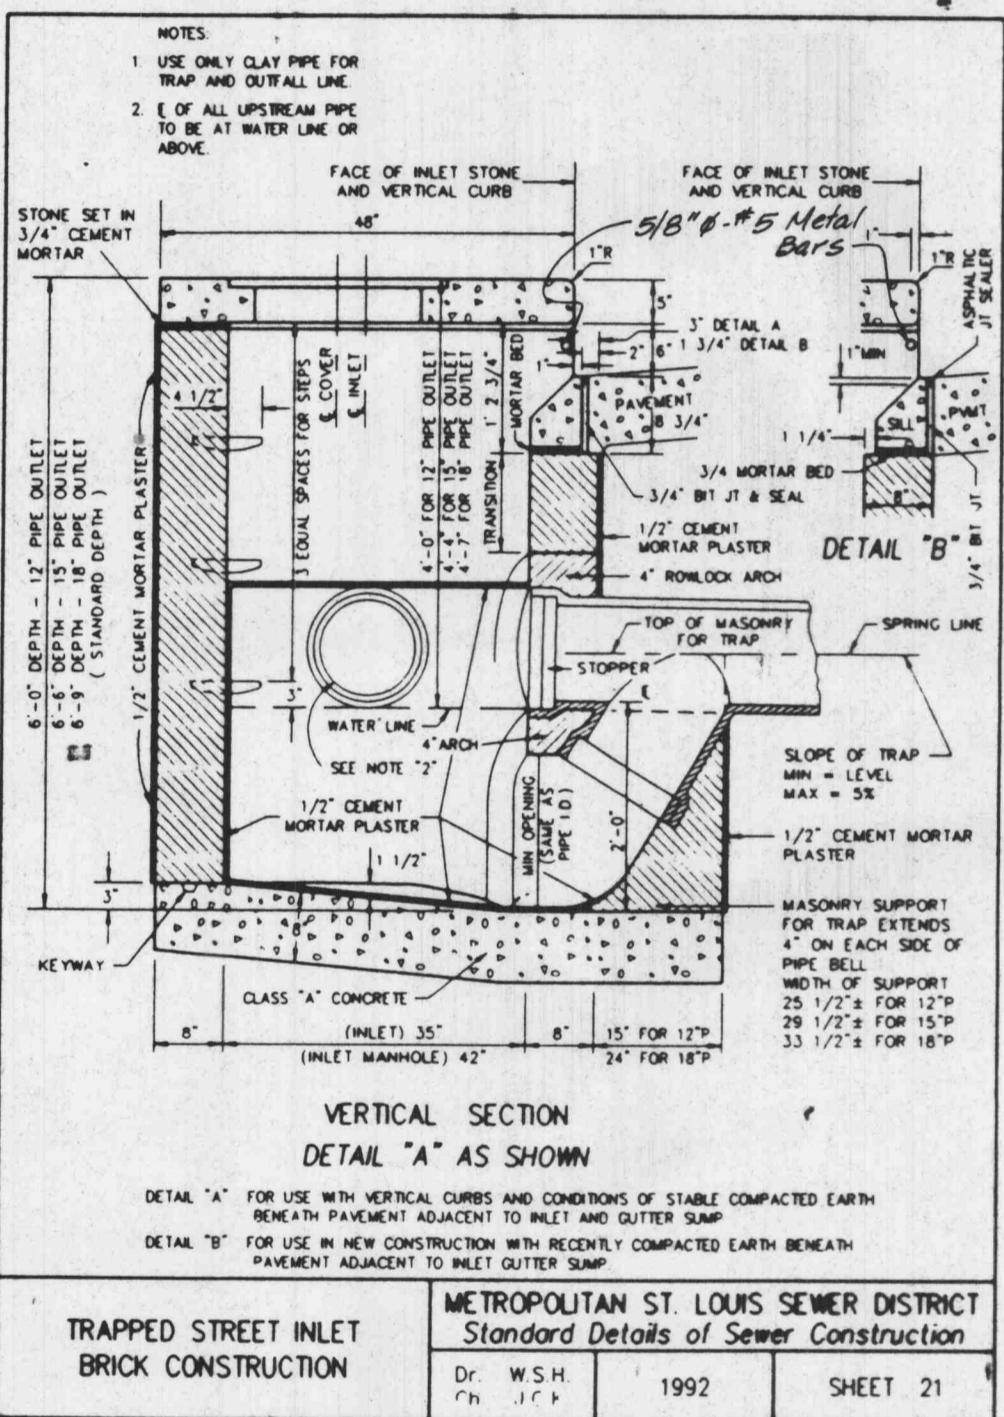 NOTES:
1. USE ONLY CLAY PIPE FOR
TRAP AND OUTFALL LINE.
2. ℄ OF ALL UPSTREAM PIPE
TO BE AT WATER LINE OR
ABOVE.
FACE OF INLET STONE
AND VERTICAL CURB
FACE OF INLET STONE
AND VERTICAL CURB
STONE SET IN
3/4" CEMENT
MORTAR
48"
5/8" ø - #5 Metal
Bars
1"
1"R
1"R
ASPHALTIC
JT SEALER
5"
3" DETAIL A
1 3/4" DETAIL B
2"
6"
1"
1" MIN
4 1/2"
3 EQUAL SPACES FOR STEPS
℄ COVER
℄ INLET
4'-0" FOR 12" PIPE OUTLET
4'-4" FOR 15" PIPE OUTLET
4'-7" FOR 18" PIPE OUTLET
1' 2 3/4"
TRANSITION
MORTAR BED
PAVEMENT
8 3/4"
SILL
PVMT
1 1/4"
3/4 MORTAR BED
8"
3/4" BIT JT & SEAL
1/2" CEMENT
MORTAR PLASTER
DETAIL "B"
3/4" BIT JT
4" ROWLOCK ARCH
6'-0" DEPTH - 12" PIPE OUTLET
6'-6" DEPTH - 15" PIPE OUTLET
6'-9" DEPTH - 18" PIPE OUTLET
( STANDARD DEPTH )
1/2" CEMENT MORTAR PLASTER
TOP OF MASONRY
FOR TRAP
SPRING LINE
STOPPER
℄
3"
WATER LINE
4" ARCH
SEE NOTE "2"
SLOPE OF TRAP
MIN = LEVEL
MAX = 5%
1/2" CEMENT
MORTAR PLASTER
MIN OPENING
(SAME AS
PIPE I.D.)
2'-0"
1/2" CEMENT MORTAR
PLASTER
1 1/2"
3"
8"
MASONRY SUPPORT
FOR TRAP EXTENDS
4" ON EACH SIDE OF
PIPE BELL
WIDTH OF SUPPORT
25 1/2"± FOR 12"P
29 1/2"± FOR 15"P
33 1/2"± FOR 18"P
KEYWAY
CLASS "A" CONCRETE
8"
(INLET) 35"
(INLET MANHOLE) 42"
8"
15" FOR 12"P
24" FOR 18"P
VERTICAL SECTION
DETAIL "A" AS SHOWN
DETAIL "A" FOR USE WITH VERTICAL CURBS AND CONDITIONS OF STABLE COMPACTED EARTH
BENEATH PAVEMENT ADJACENT TO INLET AND GUTTER SUMP
DETAIL "B" FOR USE IN NEW CONSTRUCTION WITH RECENTLY COMPACTED EARTH BENEATH
PAVEMENT ADJACENT TO INLET GUTTER SUMP.
TRAPPED STREET INLET
BRICK CONSTRUCTION
METROPOLITAN ST. LOUIS SEWER DISTRICT
Standard Details of Sewer Construction
Dr. W.S.H.
1992
SHEET 21